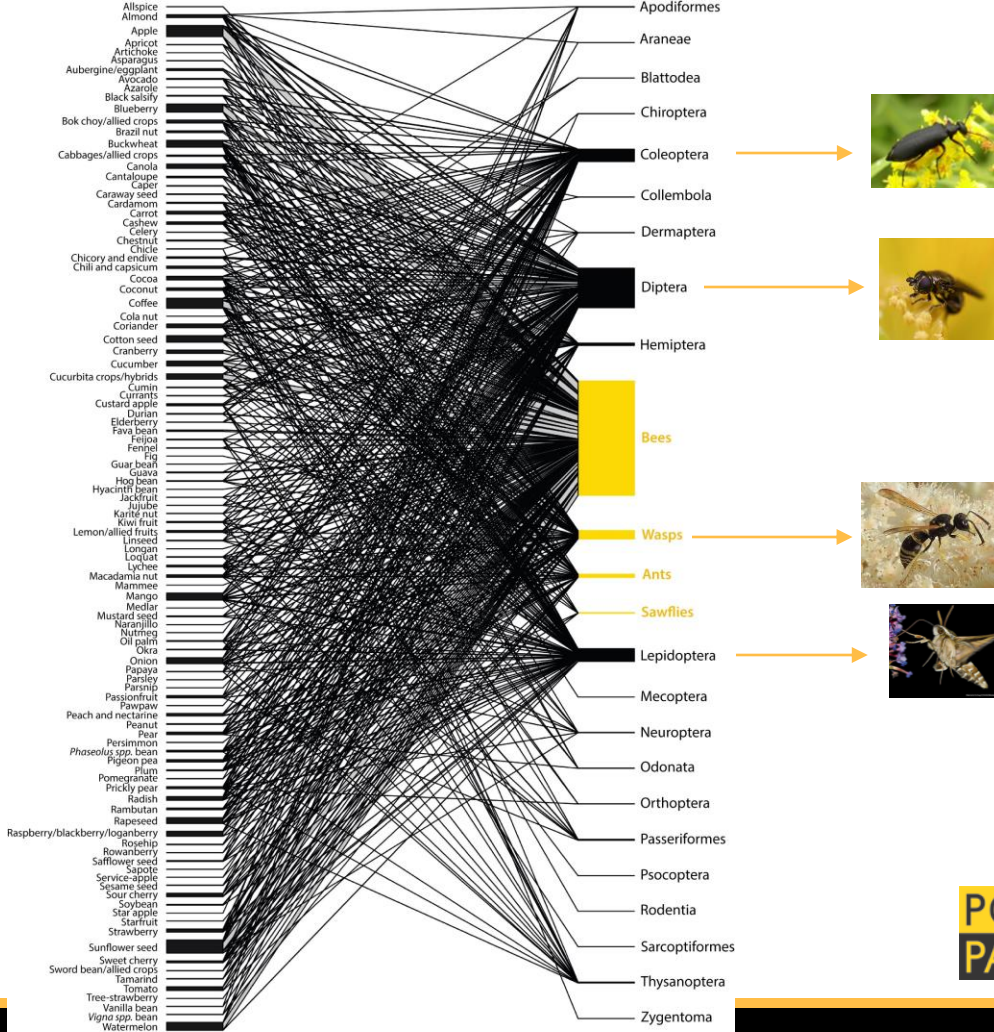 Allspice
Almond
Apple
Apricot
Artichoke
Asparagus
Aubergine/eggplant
Avocado
Azarole
Black salsify
Blueberry
Bok choy/allied crops
Brazil nut
Buckwheat
Cabbages/allied crops
Canola
Cantaloupe
Caper
Caraway seed
Cardamom
Carrot
Cashew
Celery
Chestnut
Chicle
Chicory and endive
Chili and capsicum
Cocoa
Coconut
Coffee
Cola nut
Coriander
Cotton seed
Cranberry
Cucumber
Cucurbita crops/hybrids
Cumin
Currants
Custard apple
Durian
Elderberry
Fava bean
Feijoa
Fennel
Fig
Guar bean
Guava
Hog bean
Hyacinth bean
Jackfruit
Jujube
Karité nut
Kiwi fruit
Lemon/allied fruits
Linseed
Longan
Loquat
Lychee
Macadamia nut
Mammee
Mango
Medlar
Mustard seed
Naranjillo
Nutmeg
Oil palm
Okra
Onion
Papaya
Parsley
Parsnip
Passionfruit
Pawpaw
Peach and nectarine
Peanut
Pear
Persimmon
Phaseolus spp. bean
Pigeon pea
Plum
Pomegranate
Prickly pear
Radish
Rambutan
Rapeseed
Raspberry/blackberry/loganberry
Rosehip
Rowanberry
Safflower seed
Sapote
Service-apple
Sesame seed
Sour cherry
Soybean
Star apple
Starfruit
Strawberry
Sunflower seed
Sweet cherry
Sword bean/allied crops
Tamarind
Tomato
Tree-strawberry
Vanilla bean
Vigna spp. bean
Watermelon
Apodiformes
Araneae
Blattodea
Chiroptera
Coleoptera
Collembola
Dermaptera
Diptera
Hemiptera
Bees
Wasps
Ants
Sawflies
Lepidoptera
Mecoptera
Neuroptera
Odonata
Orthoptera
Passeriformes
Psocoptera
Rodentia
Sarcoptiformes
Thysanoptera
Zygentoma